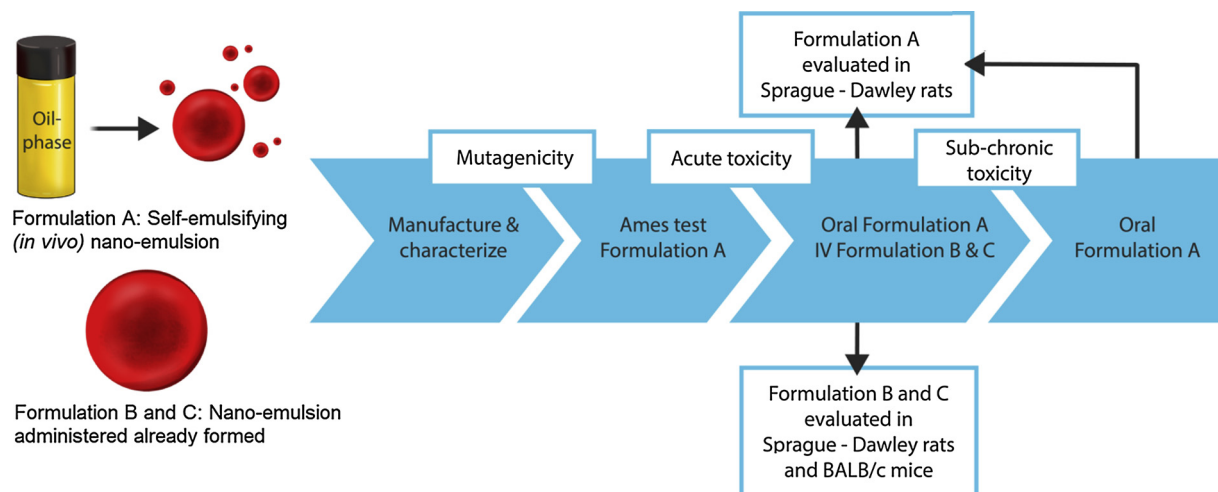 Oil-
phase
Formulation A: Self-emulsifying
(in vivo) nano-emulsion
Formulation B and C: Nano-emulsion
administered already formed
Formulation A
evaluated in
Sprague - Dawley rats
Mutagenicity
Acute toxicity
Sub-chronic
toxicity
Manufacture &
characterize
Ames test
Formulation A
Oral Formulation A
IV Formulation B & C
Oral
Formulation A
Formulation B and C
evaluated in
Sprague - Dawley rats
and BALB/c mice